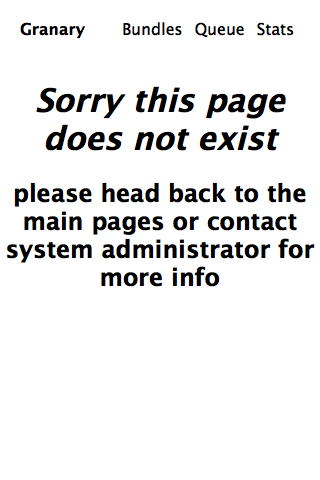 Granary Bundles Queue Stats
Sorry this page
does not exist
please head back to the
main pages or contact
system administrator for
more info